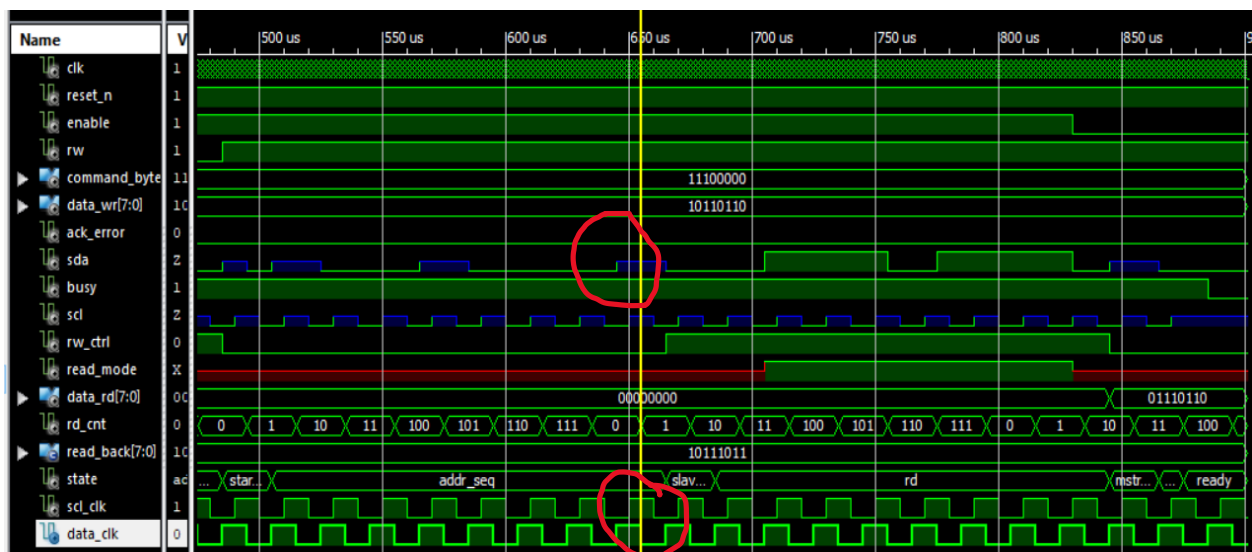 Name V
500 us 550 us 600 us 650 us 700 us 750 us 800 us 850 us 9
clk 1
reset_n 1
enable 1
rw 1
command_byte 11 11100000
data_wr[7:0] 10 10110110
ack_error 0
sda Z
busy 1
scl Z
rw_ctrl 0
read_mode X
data_rd[7:0] 00 00000000 01110110
rd_cnt 0 0 1 10 11 100 101 110 111 0 1 10 11 100 101 110 111 0 1 10 11 100
read_back[7:0] 10 10111011
state ad ... star... addr_seq slav... rd mstr... ... ready
scl_clk 1
data_clk 0